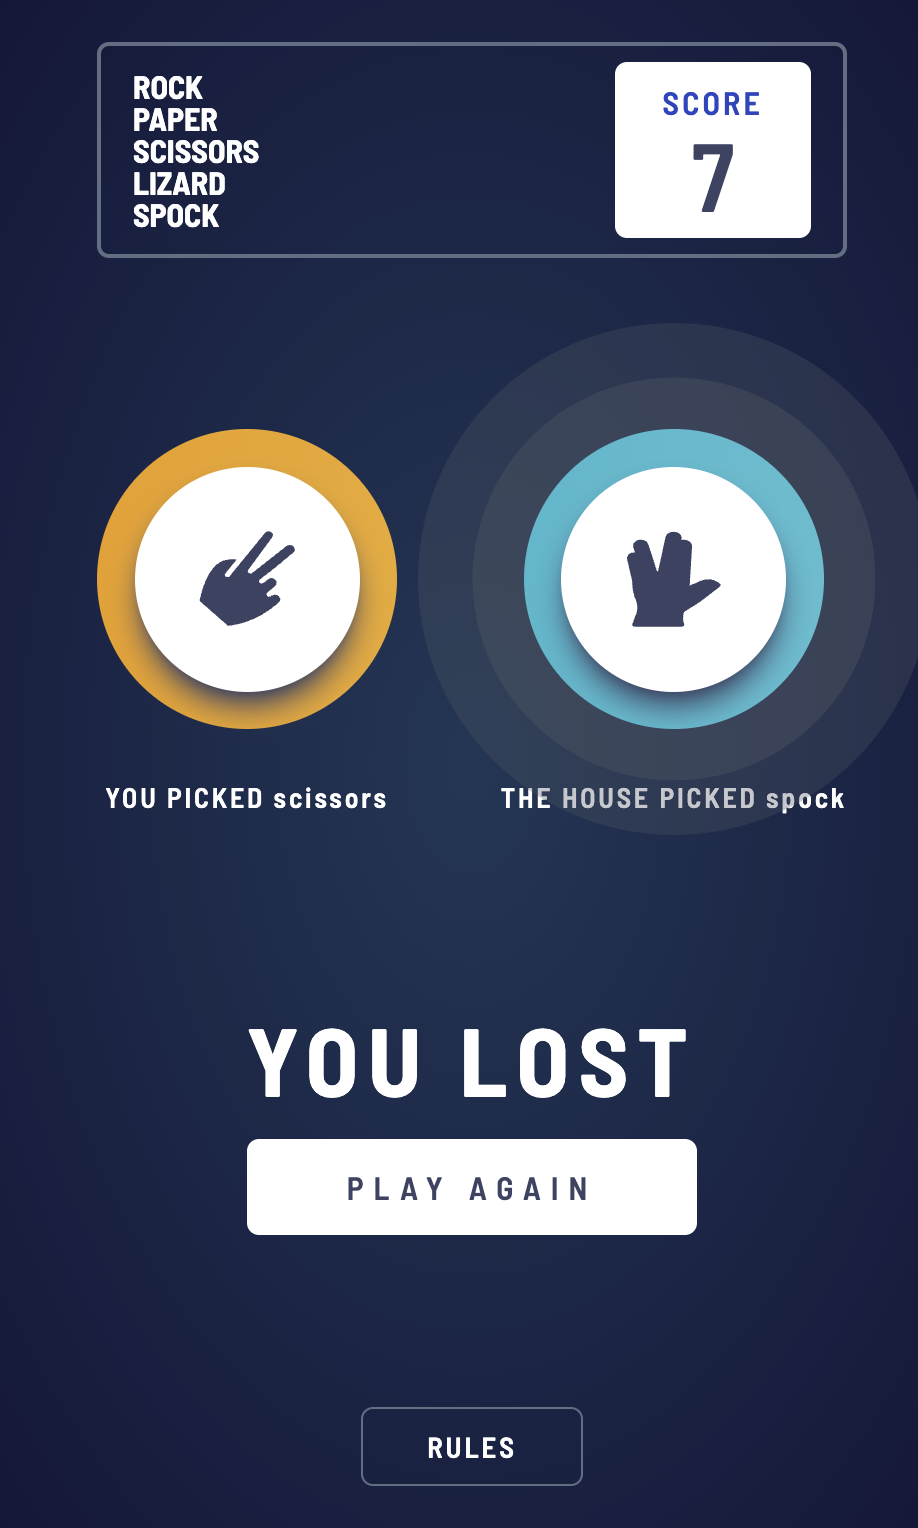 ROCK
PAPER
SCISSORS
LIZARD
SPOCK
SCORE
7
YOU PICKED scissors
THE HOUSE PICKED spock
YOU LOST
PLAY AGAIN
RULES